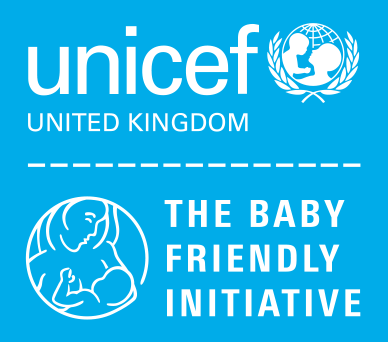 unicef
UNITED KINGDOM
THE BABY
FRIENDLY
INITIATIVE